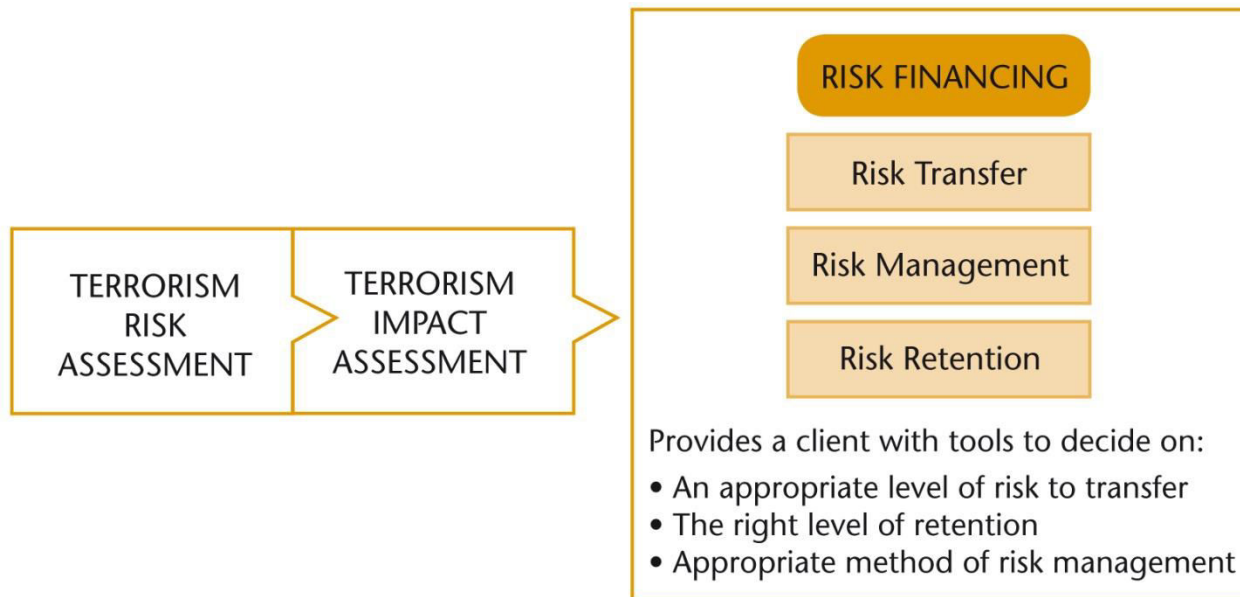 TERRORISM
RISK
ASSESSMENT
TERRORISM
IMPACT
ASSESSMENT
RISK FINANCING
Risk Transfer
Risk Management
Risk Retention
Provides a client with tools to decide on:
• An appropriate level of risk to transfer
• The right level of retention
• Appropriate method of risk management